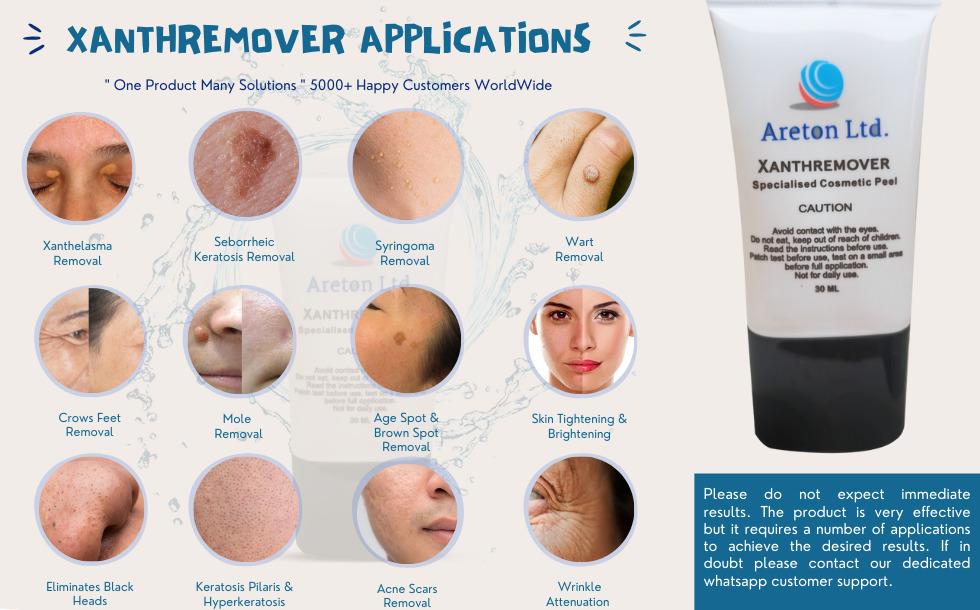 XANTHREMOVER APPLICATIONS
" One Product Many Solutions " 5000+ Happy Customers WorldWide
Xanthelasma
Removal
Seborrheic
Keratosis Removal
Syringoma
Removal
Wart
Removal
Crows Feet
Removal
Mole
Removal
Age Spot &
Brown Spot
Removal
Skin Tightening &
Brightening
Eliminates Black
Heads
Keratosis Pilaris &
Hyperkeratosis
Acne Scars
Removal
Wrinkle
Attenuation
Areton Ltd.
XANTHREMOVER
Specialised Cosmetic Peel
CAUTION
Avoid contact with the eyes.
Do not eat, keep out of reach of children.
Read the instructions before use.
Patch test before use, test on a small area
before full application.
Not for daily use.
30 ML
Please do not expect immediate
results. The product is very effective
but it requires a number of applications
to achieve the desired results. If in
doubt please contact our dedicated
whatsapp customer support.